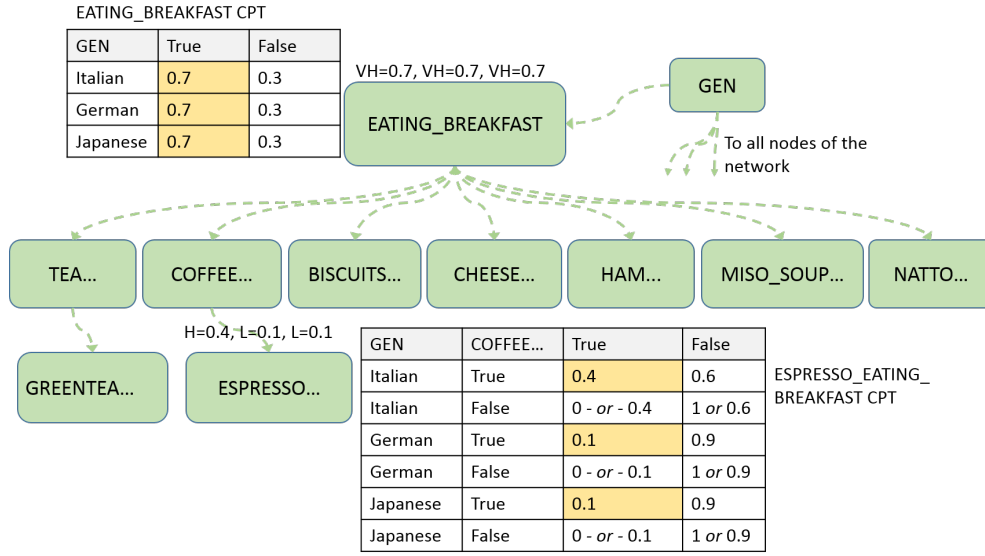 EATING_BREAKFAST CPT
GEN True False
Italian 0.7 0.3
German 0.7 0.3
Japanese 0.7 0.3
VH=0.7, VH=0.7, VH=0.7
EATING_BREAKFAST
GEN
To all nodes of the
network
TEA... COFFEE... BISCUITS... CHEESE... HAM... MISO_SOUP... NATTO...
H=0.4, L=0.1, L=0.1
GREENTEA... ESPRESSO...
GEN COFFEE... True False
Italian True 0.4 0.6
Italian False 0 - or - 0.4 1 or 0.6
German True 0.1 0.9
German False 0 - or - 0.1 1 or 0.9
Japanese True 0.1 0.9
Japanese False 0 - or - 0.1 1 or 0.9
ESPRESSO_EATING_
BREAKFAST CPT